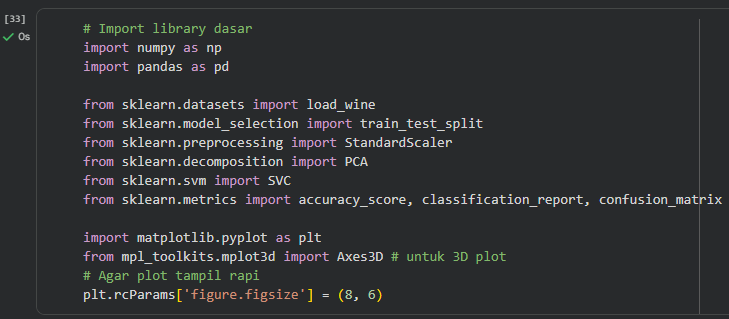 [33]
0s
# Import library dasar
import numpy as np
import pandas as pd
from sklearn.datasets import load_wine
from sklearn.model_selection import train_test_split
from sklearn.preprocessing import StandardScaler
from sklearn.decomposition import PCA
from sklearn.svm import SVC
from sklearn.metrics import accuracy_score, classification_report, confusion_matrix
import matplotlib.pyplot as plt
from mpl_toolkits.mplot3d import Axes3D # untuk 3D plot
# Agar plot tampil rapi
plt.rcParams['figure.figsize'] = (8, 6)